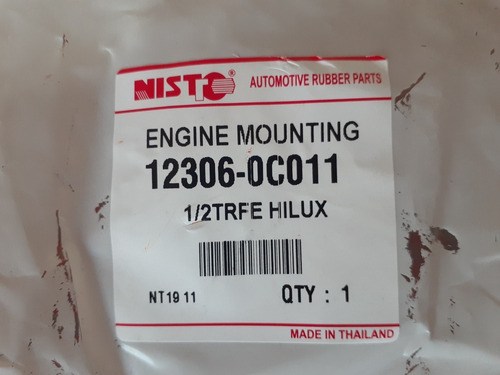 NISTO® AUTOMOTIVE RUBBER PARTS
ENGINE MOUNTING
12306-0C011
1/2TRFE HILUX
NT19 11 QTY : 1
MADE IN THAILAND